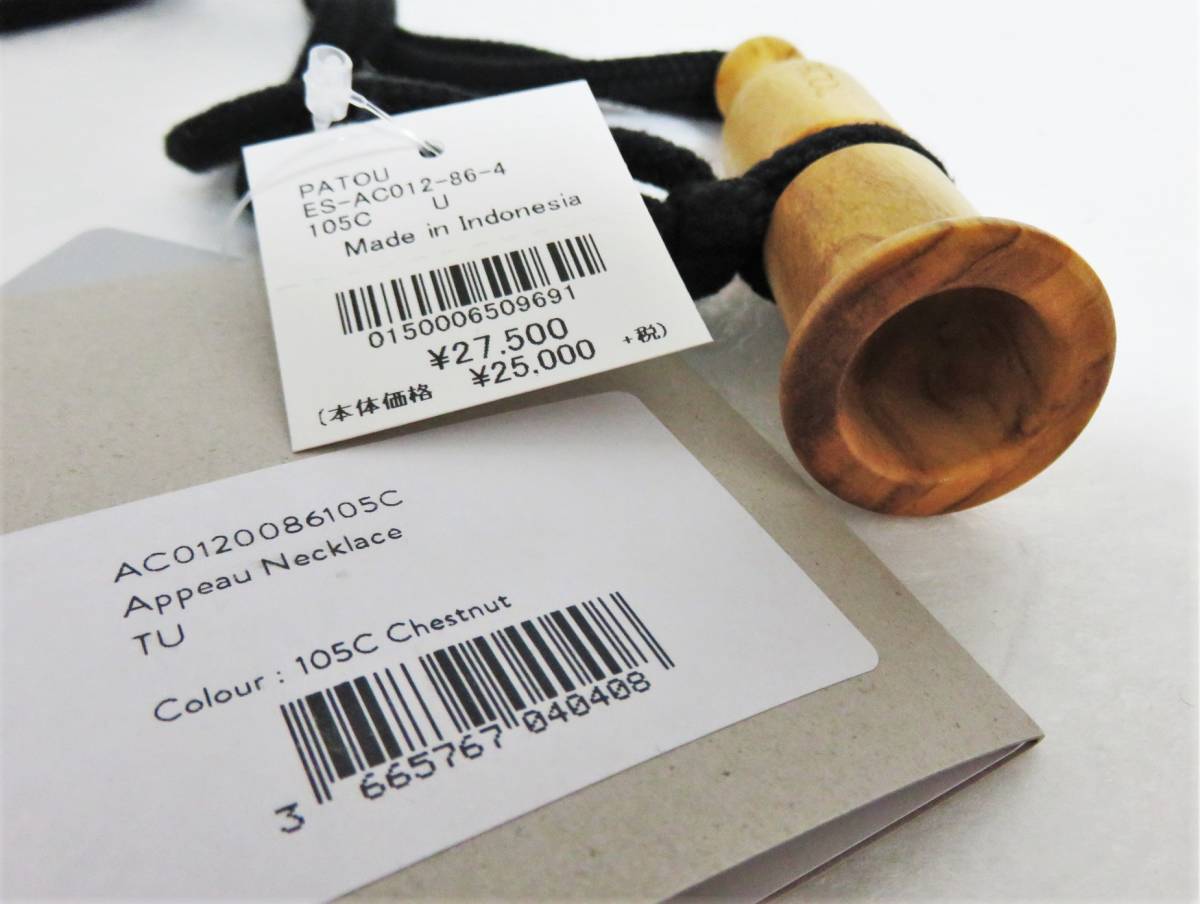 PATOU
ES-AC012-86-4
105C U
Made in Indonesia
0150006509691
¥27,500
(本体価格 ¥25,000 +税)
AC0120086105C
Appeau Necklace
TU
Colour : 105C Chestnut
3 665767 040408